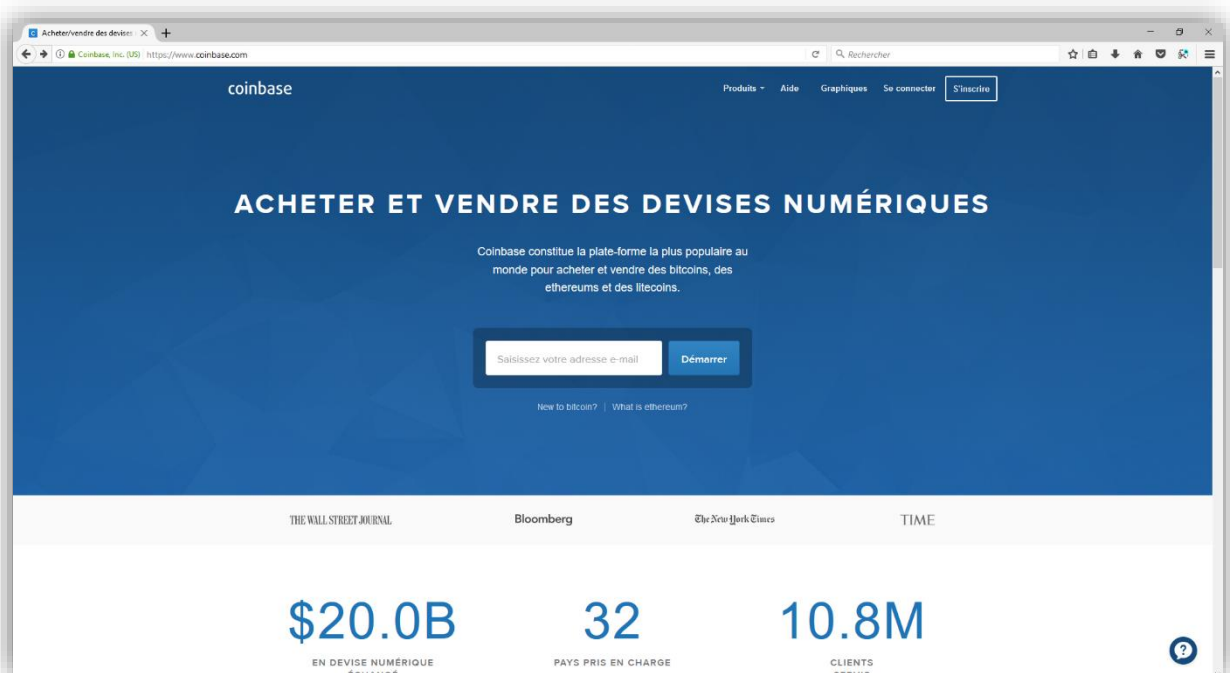 Acheter/vendre des devises
Coinbase, Inc. (US) https://www.coinbase.com
Rechercher
coinbase
Produits Aide Graphiques Se connecter S'inscrire
ACHETER ET VENDRE DES DEVISES NUMÉRIQUES
Coinbase constitue la plate-forme la plus populaire au
monde pour acheter et vendre des bitcoins, des
ethereums et des litecoins.
Saisissez votre adresse e-mail Démarrer
New to bitcoin? | What is ethereum?
THE WALL STREET JOURNAL Bloomberg The New York Times TIME
$20.0B 32 10.8M
EN DEVISE NUMÉRIQUE PAYS PRIS EN CHARGE CLIENTS